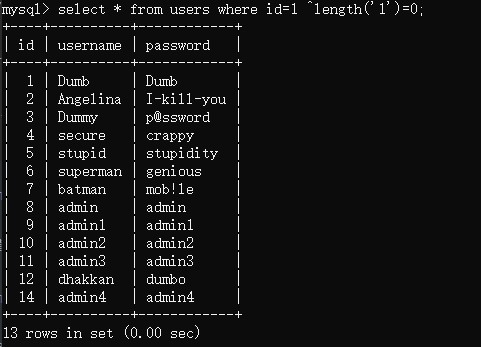 mysql> select * from users where id=1 ^length('1')=0;
+----+----------+------------+
| id | username | password   |
+----+----------+------------+
|  1 | Dumb     | Dumb       |
|  2 | Angelina | I-kill-you |
|  3 | Dummy    | p@ssword   |
|  4 | secure   | crappy     |
|  5 | stupid   | stupidity  |
|  6 | superman | genious    |
|  7 | batman   | mob!le     |
|  8 | admin    | admin      |
|  9 | admin1   | admin1     |
| 10 | admin2   | admin2     |
| 11 | admin3   | admin3     |
| 12 | dhakkan  | dumbo      |
| 14 | admin4   | admin4     |
+----+----------+------------+
13 rows in set (0.00 sec)